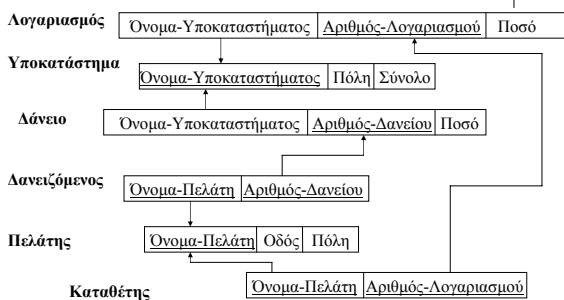 Λογαριασμός Όνομα-Υποκαταστήματος Αριθμός-Λογαριασμού Ποσό
Υποκατάστημα Όνομα-Υποκαταστήματος Πόλη Σύνολο
Δάνειο Όνομα-Υποκαταστήματος Αριθμός-Δανείου Ποσό
Δανειζόμενος Όνομα-Πελάτη Αριθμός-Δανείου
Πελάτης Όνομα-Πελάτη Οδός Πόλη
Καταθέτης Όνομα-Πελάτη Αριθμός-Λογαριασμού